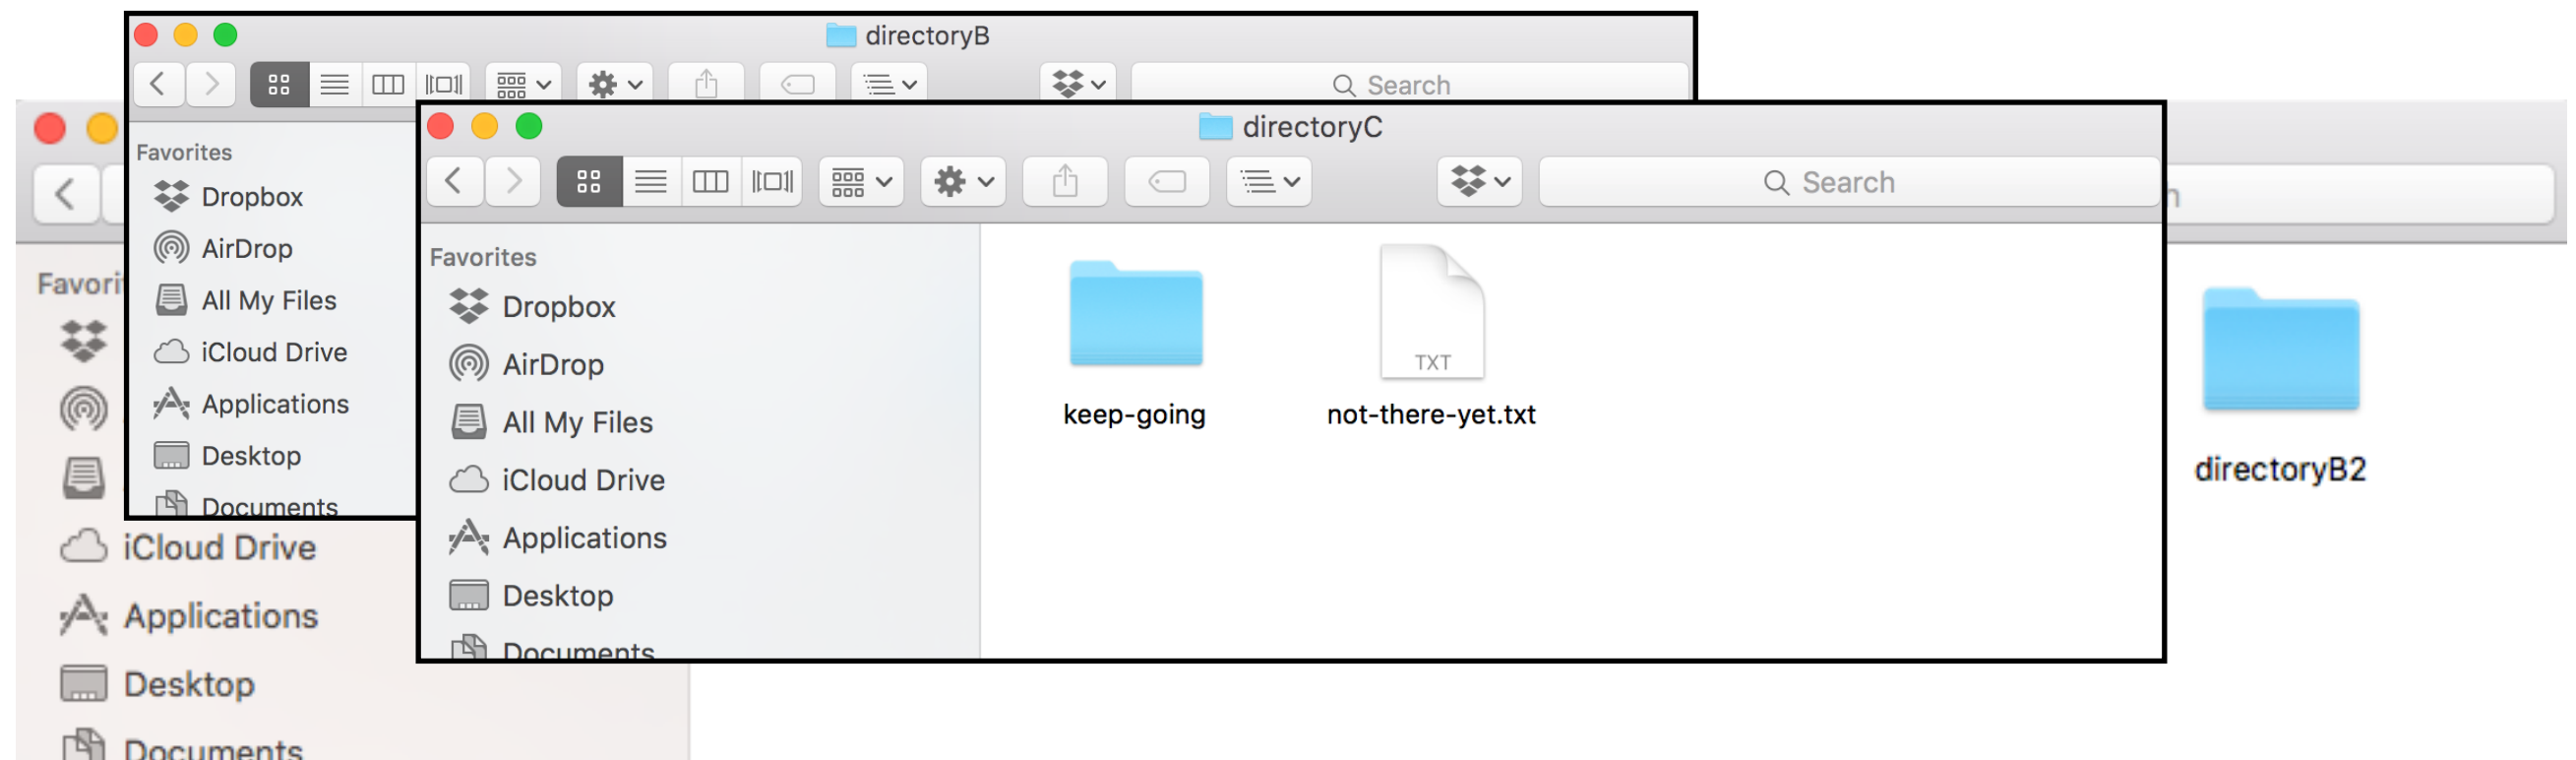 directoryB
Search
Favorites
Dropbox
AirDrop
All My Files
iCloud Drive
Applications
Desktop
Documents
directoryC
Search
Favorites
Dropbox
AirDrop
All My Files
iCloud Drive
Applications
Desktop
Documents
keep-going
TXT
not-there-yet.txt
Favori
iCloud Drive
Applications
Desktop
Documents
h
directoryB2